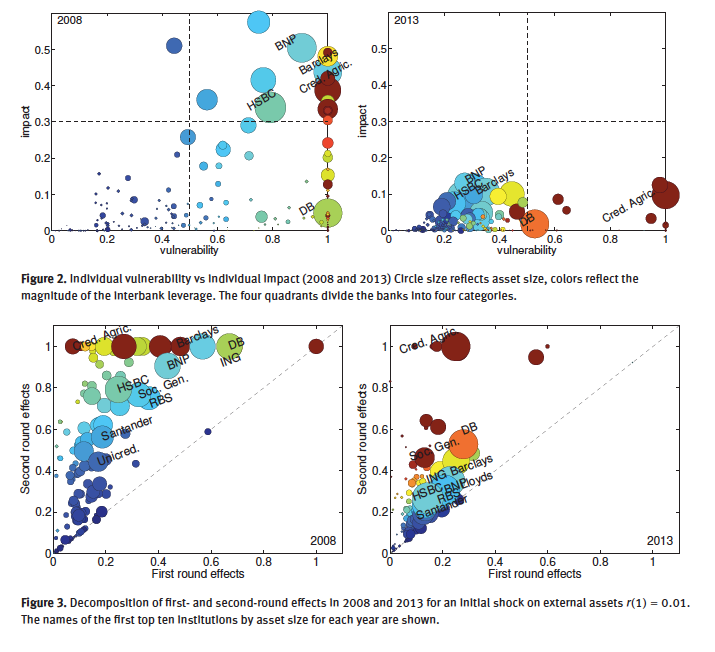 2008
BNP
Barclays
Cred. Agric.
HSBC
DB
0.5
0.4
0.3
0.2
0.1
0
0 0.2 0.4 0.6 0.8 1
impact
vulnerability
2013
BNP
HSBC
Barclays
DB
Cred. Agric.
0.5
0.4
0.3
0.2
0.1
0
0 0.2 0.4 0.6 0.8 1
impact
vulnerability
Figure 2. Individual vulnerability vs individual impact (2008 and 2013) Circle size reflects asset size, colors reflect the
magnitude of the interbank leverage. The four quadrants divide the banks into four categories.
Cred. Agric.
Barclays
DB
ING
BNP
HSBC
Soc. Gen.
RBS
Santander
Unicred.
1
0.8
0.6
0.4
0.2
0
0 0.2 0.4 0.6 0.8 1
2008
Second round effects
First round effects
Cred. Agric.
DB
Soc. Gen.
ING Barclays
HSBC
BNP
Lloyds
RBS
Santander
1
0.8
0.6
0.4
0.2
0
0 0.2 0.4 0.6 0.8 1
2013
Second round effects
First round effects
Figure 3. Decomposition of first- and second-round effects in 2008 and 2013 for an initial shock on external assets r(1) = 0.01.
The names of the first top ten institutions by asset size for each year are shown.